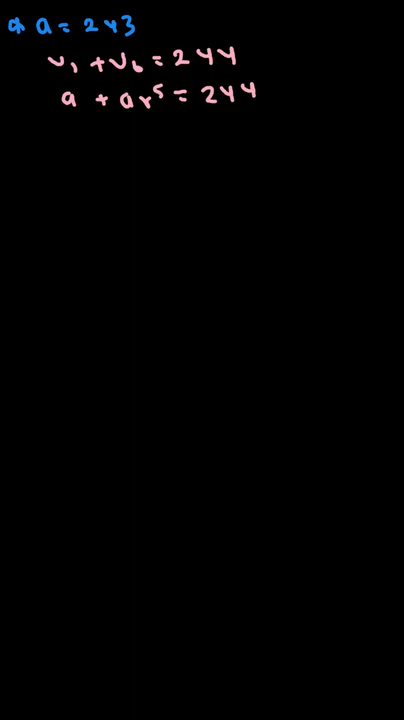 a = 243
u₁ + u₆ = 244
a + ar⁵ = 244